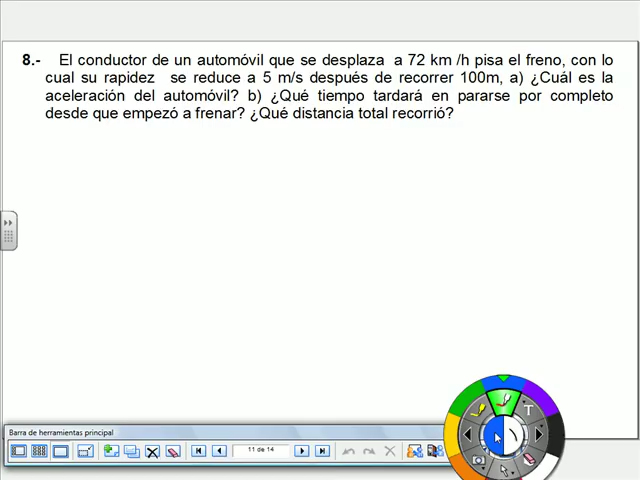 8.- El conductor de un automóvil que se desplaza a 72 km /h pisa el freno, con lo
cual su rapidez se reduce a 5 m/s después de recorrer 100m, a) ¿Cuál es la
aceleración del automóvil? b) ¿Qué tiempo tardará en pararse por completo
desde que empezó a frenar? ¿Qué distancia total recorrió?
Barra de herramientas principal
11 de 14
T